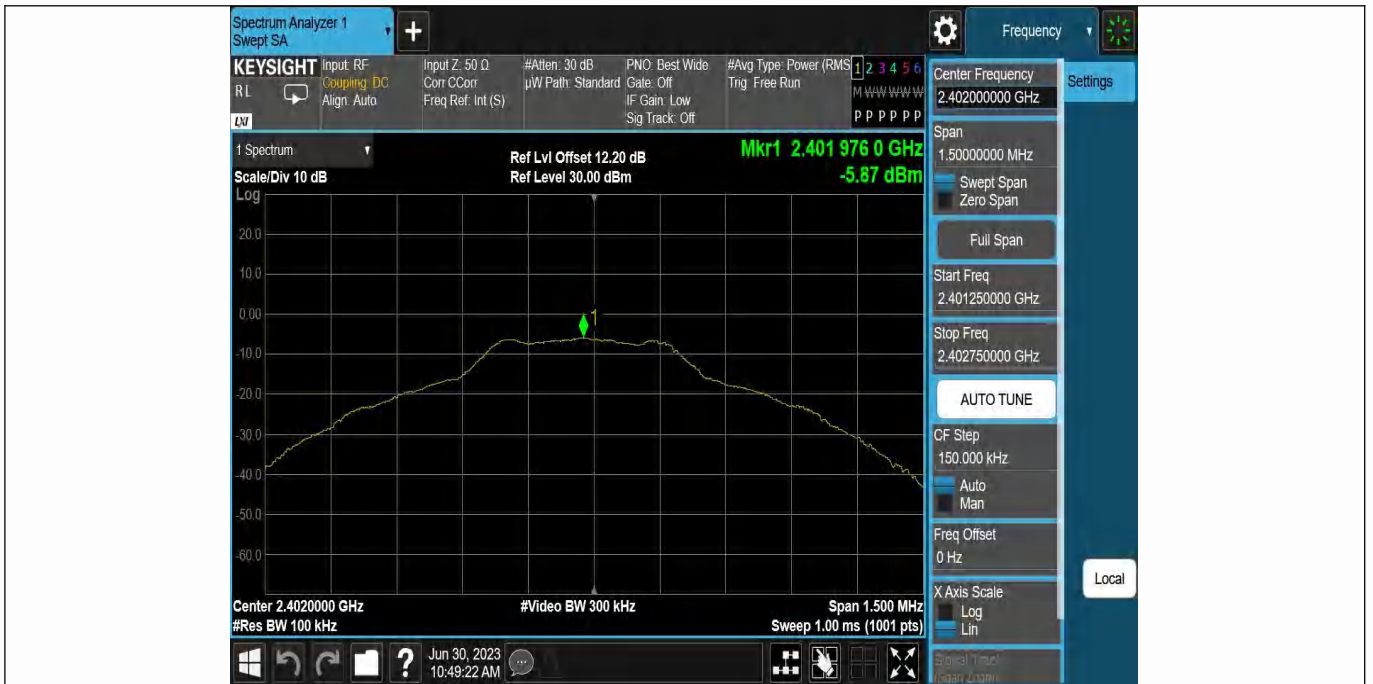 Spectrum Analyzer 1
Swept SA
+
Frequency
KEYSIGHT
RL
LXI
Input: RF
Coupling: DC
Align: Auto
Input Z: 50 Ω
Corr CCorr
Freq Ref: Int (S)
#Atten: 30 dB
µW Path: Standard
PNO: Best Wide
Gate: Off
IF Gain: Low
Sig Track: Off
#Avg Type: Power (RMS
Trig: Free Run
1 2 3 4 5 6
M W W W W W
P P P P P P
Center Frequency
2.402000000 GHz
Settings
Span
1.50000000 MHz
Swept Span
Zero Span
Full Span
Start Freq
2.401250000 GHz
Stop Freq
2.402750000 GHz
AUTO TUNE
CF Step
150.000 kHz
Auto
Man
Freq Offset
0 Hz
X Axis Scale
Log
Lin
Signal Track
(Span Zoom)
Local
1 Spectrum
Scale/Div 10 dB
Ref Lvl Offset 12.20 dB
Ref Level 30.00 dBm
Mkr1 2.401 976 0 GHz
-5.87 dBm
Log
20.0
10.0
0.00
1
-10.0
-20.0
-30.0
-40.0
-50.0
-60.0
Center 2.4020000 GHz
#Res BW 100 kHz
#Video BW 300 kHz
Span 1.500 MHz
Sweep 1.00 ms (1001 pts)
?
Jun 30, 2023
10:49:22 AM